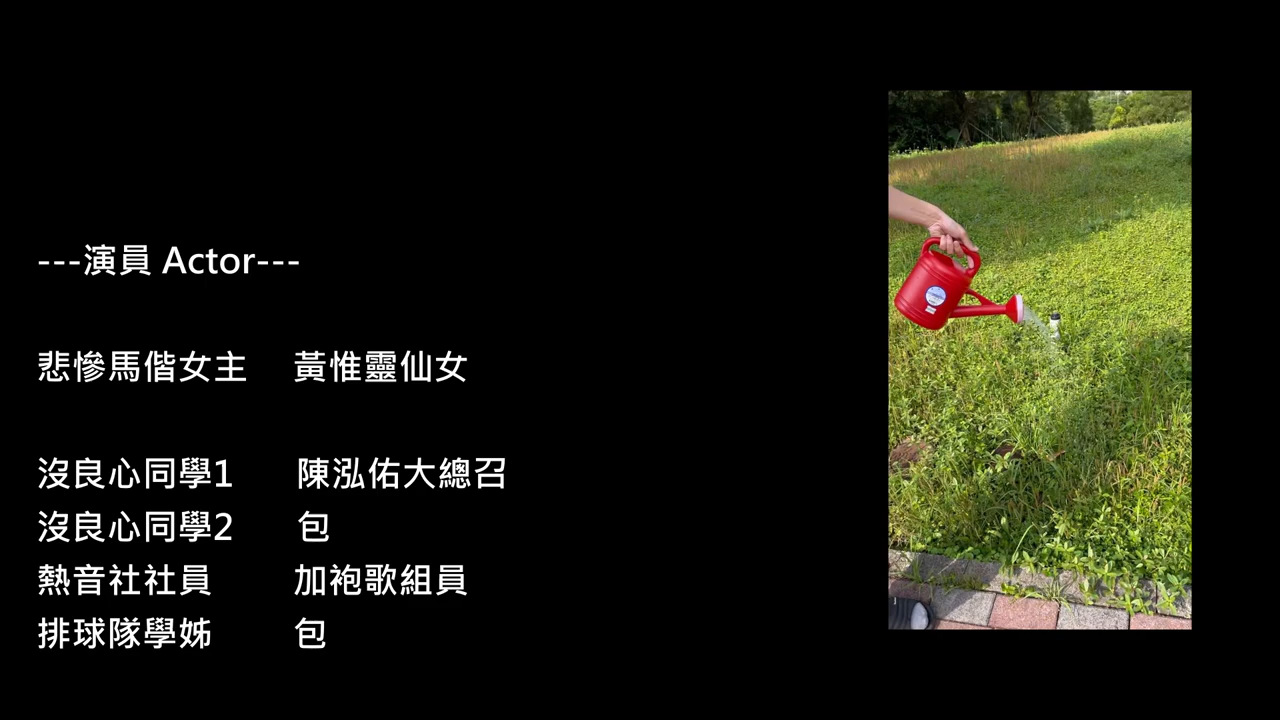 ---演員 Actor---
悲慘馬偕女主 黃惟靈仙女
沒良心同學1 陳泓佑大總召
沒良心同學2 包
熱音社社員 加袍歌組員
排球隊學姊 包